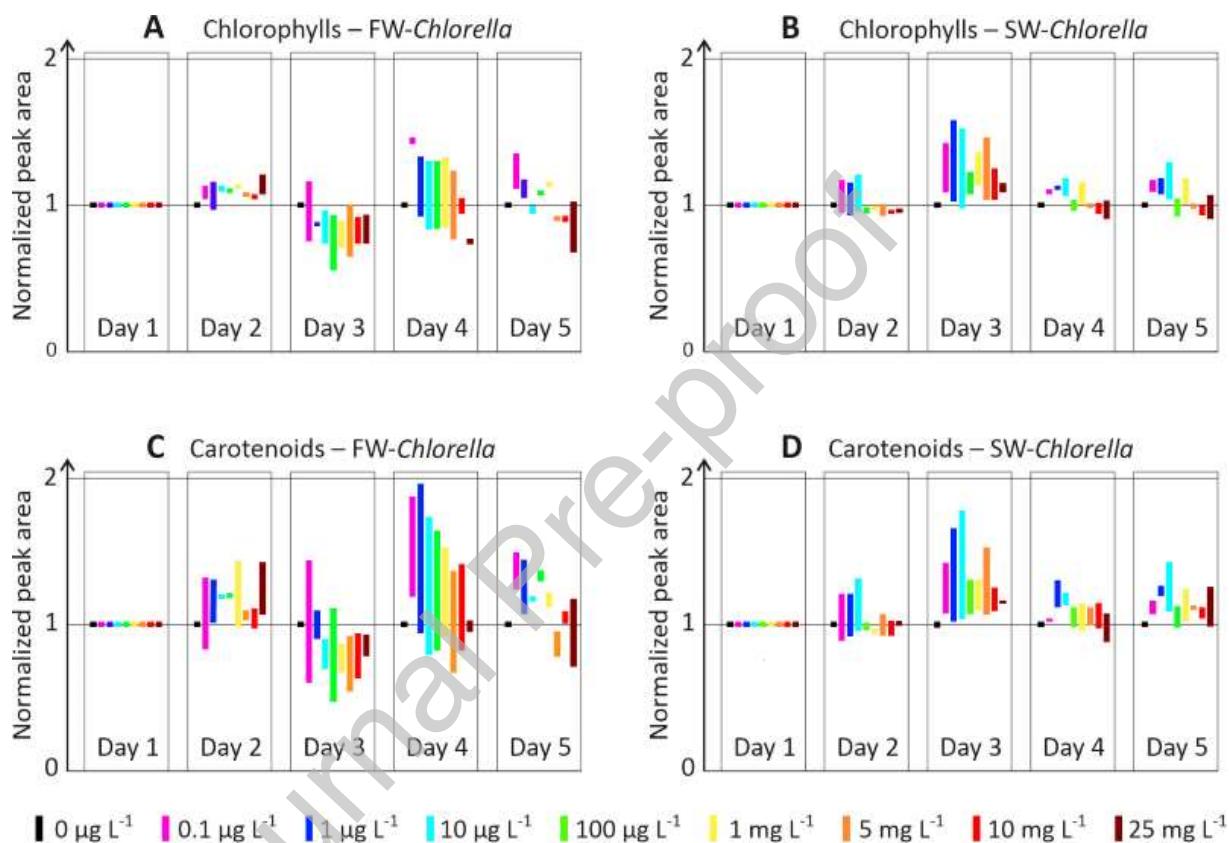 A Chlorophylls – FW-Chlorella
Normalized peak area
2
1
0
Day 1 Day 2 Day 3 Day 4 Day 5
B Chlorophylls – SW-Chlorella
Normalized peak area
2
1
0
Day 1 Day 2 Day 3 Day 4 Day 5
C Carotenoids – FW-Chlorella
Normalized peak area
2
1
0
Day 1 Day 2 Day 3 Day 4 Day 5
D Carotenoids – SW-Chlorella
Normalized peak area
2
1
0
Day 1 Day 2 Day 3 Day 4 Day 5
0 µg L⁻¹ 0.1 µg L⁻¹ 1 µg L⁻¹ 10 µg L⁻¹ 100 µg L⁻¹ 1 mg L⁻¹ 5 mg L⁻¹ 10 mg L⁻¹ 25 mg L⁻¹
urnal Pre-proof